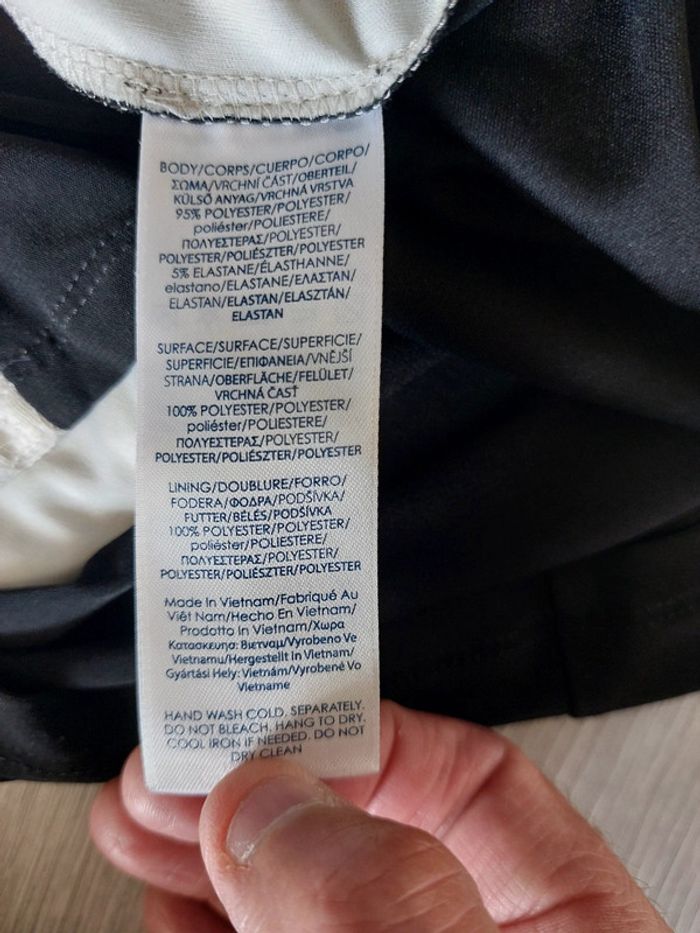 BODY/CORPS/CUERPO/CORPO/
ΣΩΜΑ/VRCHNÍ ČÁST/OBERTEIL/
KÜLSŐ ANYAG/VRCHNÁ VRSTVA
95% POLYESTER/POLYESTER/
poliéster/POLIESTERE/
ΠΟΛΥΕΣΤΕΡΑΣ/POLYESTER/
POLYESTER/POLIÉSZTER/POLYESTER
5% ELASTANE/ÉLASTHANNE/
elastano/ELASTANE/ΕΛΑΣΤΑΝ/
ELASTAN/ELASTAN/ELASZTÁN/
ELASTAN
SURFACE/SURFACE/SUPERFICIE/
SUPERFICIE/ΕΠΙΦΑΝΕΙΑ/VNĚJŠÍ
STRANA/OBERFLÄCHE/FELÜLET/
VRCHNÁ ČASŤ
100% POLYESTER/POLYESTER/
poliéster/POLIESTERE/
ΠΟΛΥΕΣΤΕΡΑΣ/POLYESTER/
POLYESTER/POLIÉSZTER/POLYESTER
LINING/DOUBLURE/FORRO/
FODERA/ΦΟΔΡΑ/PODŠÍVKA/
FUTTER/BÉLÉS/PODŠÍVKA
100% POLYESTER/POLYESTER/
poliéster/POLIESTERE/
ΠΟΛΥΕΣΤΕΡΑΣ/POLYESTER/
POLYESTER/POLIÉSZTER/POLYESTER
Made In Vietnam/Fabriqué Au
Viêt Nam/Hecho En Vietnam/
Prodotto In Vietnam/Χωρα
Κατασκευης: Βιετναμ/Vyrobeno Ve
Vietnamu/Hergestellt In Vietnam/
Gyártási Hely: Vietnám/Vyrobené Vo
Vietname
HAND WASH COLD. SEPARATELY.
DO NOT BLEACH. HANG TO DRY.
COOL IRON IF NEEDED. DO NOT
DRY CLEAN